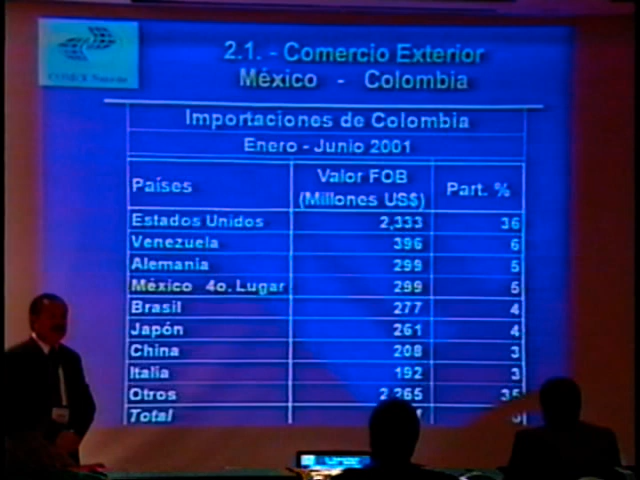 2.1. - Comercio Exterior
México - Colombia
Importaciones de Colombia
Enero - Junio 2001
Países Valor FOB (Millones US$) Part. %
Estados Unidos 2,333 36
Venezuela 396 6
Alemania 299 5
México 4o. Lugar 299 5
Brasil 277 4
Japón 261 4
China 208 3
Italia 192 3
Otros 2,265 35
Total